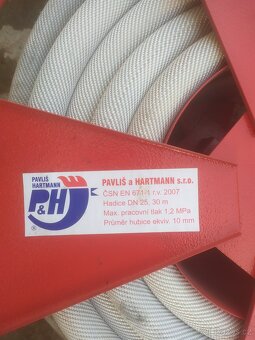 PAVLIŠ
HARTMANN
P&H
®
PAVLIŠ a HARTMANN s.r.o.
ČSN EN 671-1 r.v. 2007
Hadice DN 25, 30 m
Max. pracovní tlak 1,2 MPa
Průměr hubice ekviv. 10 mm